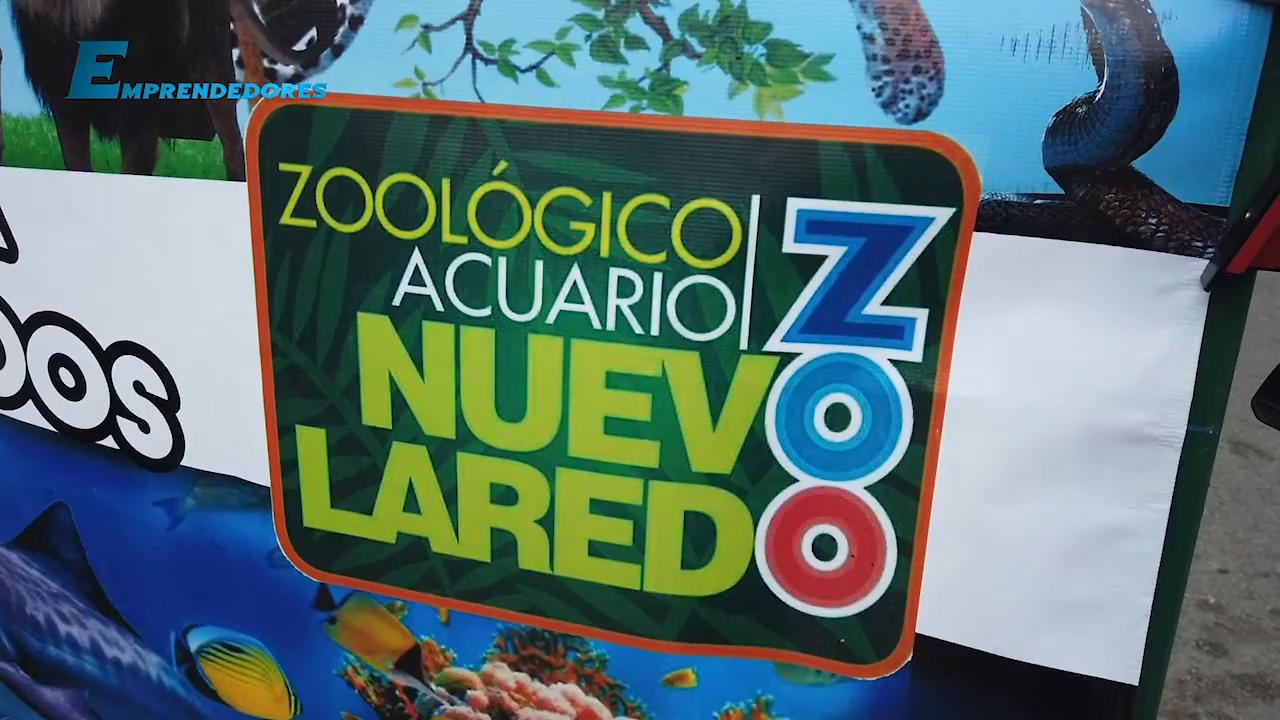 EMPRENDEDORES
ZOOLÓGICO
ACUARIO
NUEVO
LAREDO
ZOO